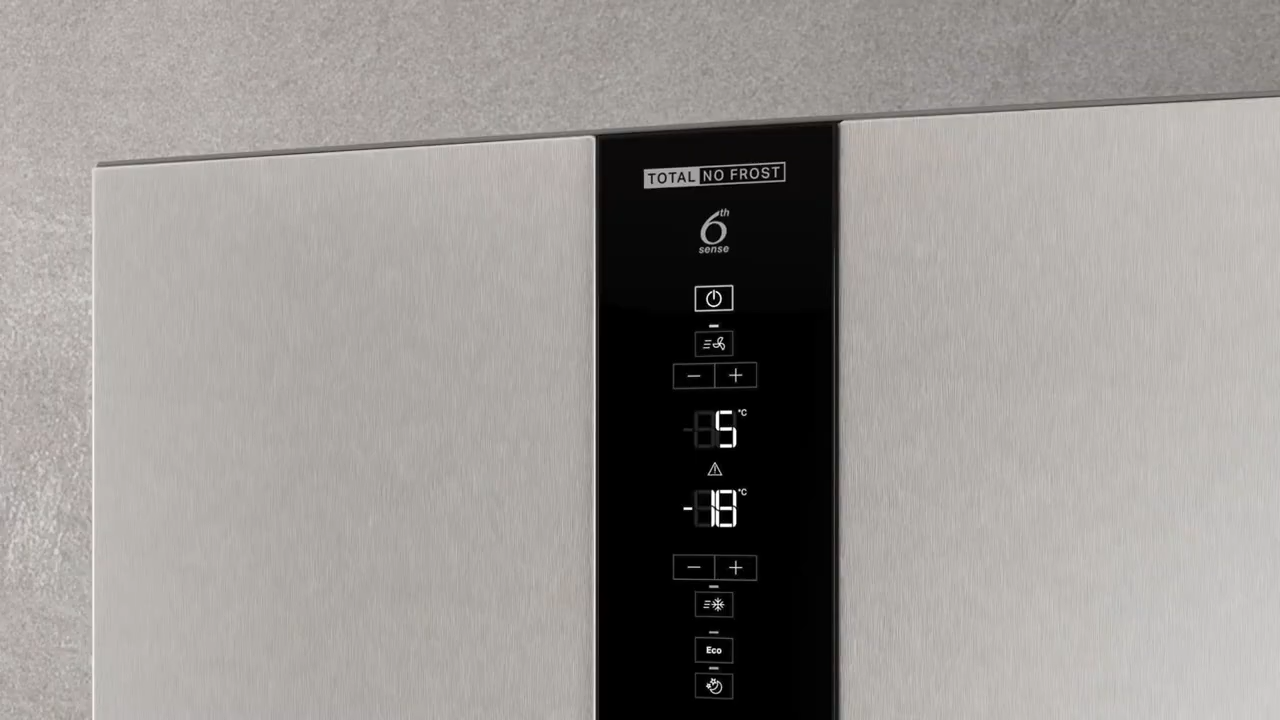 TOTAL NO FROST
6th
sense
− +
5 °C
-18 °C
− +
Eco